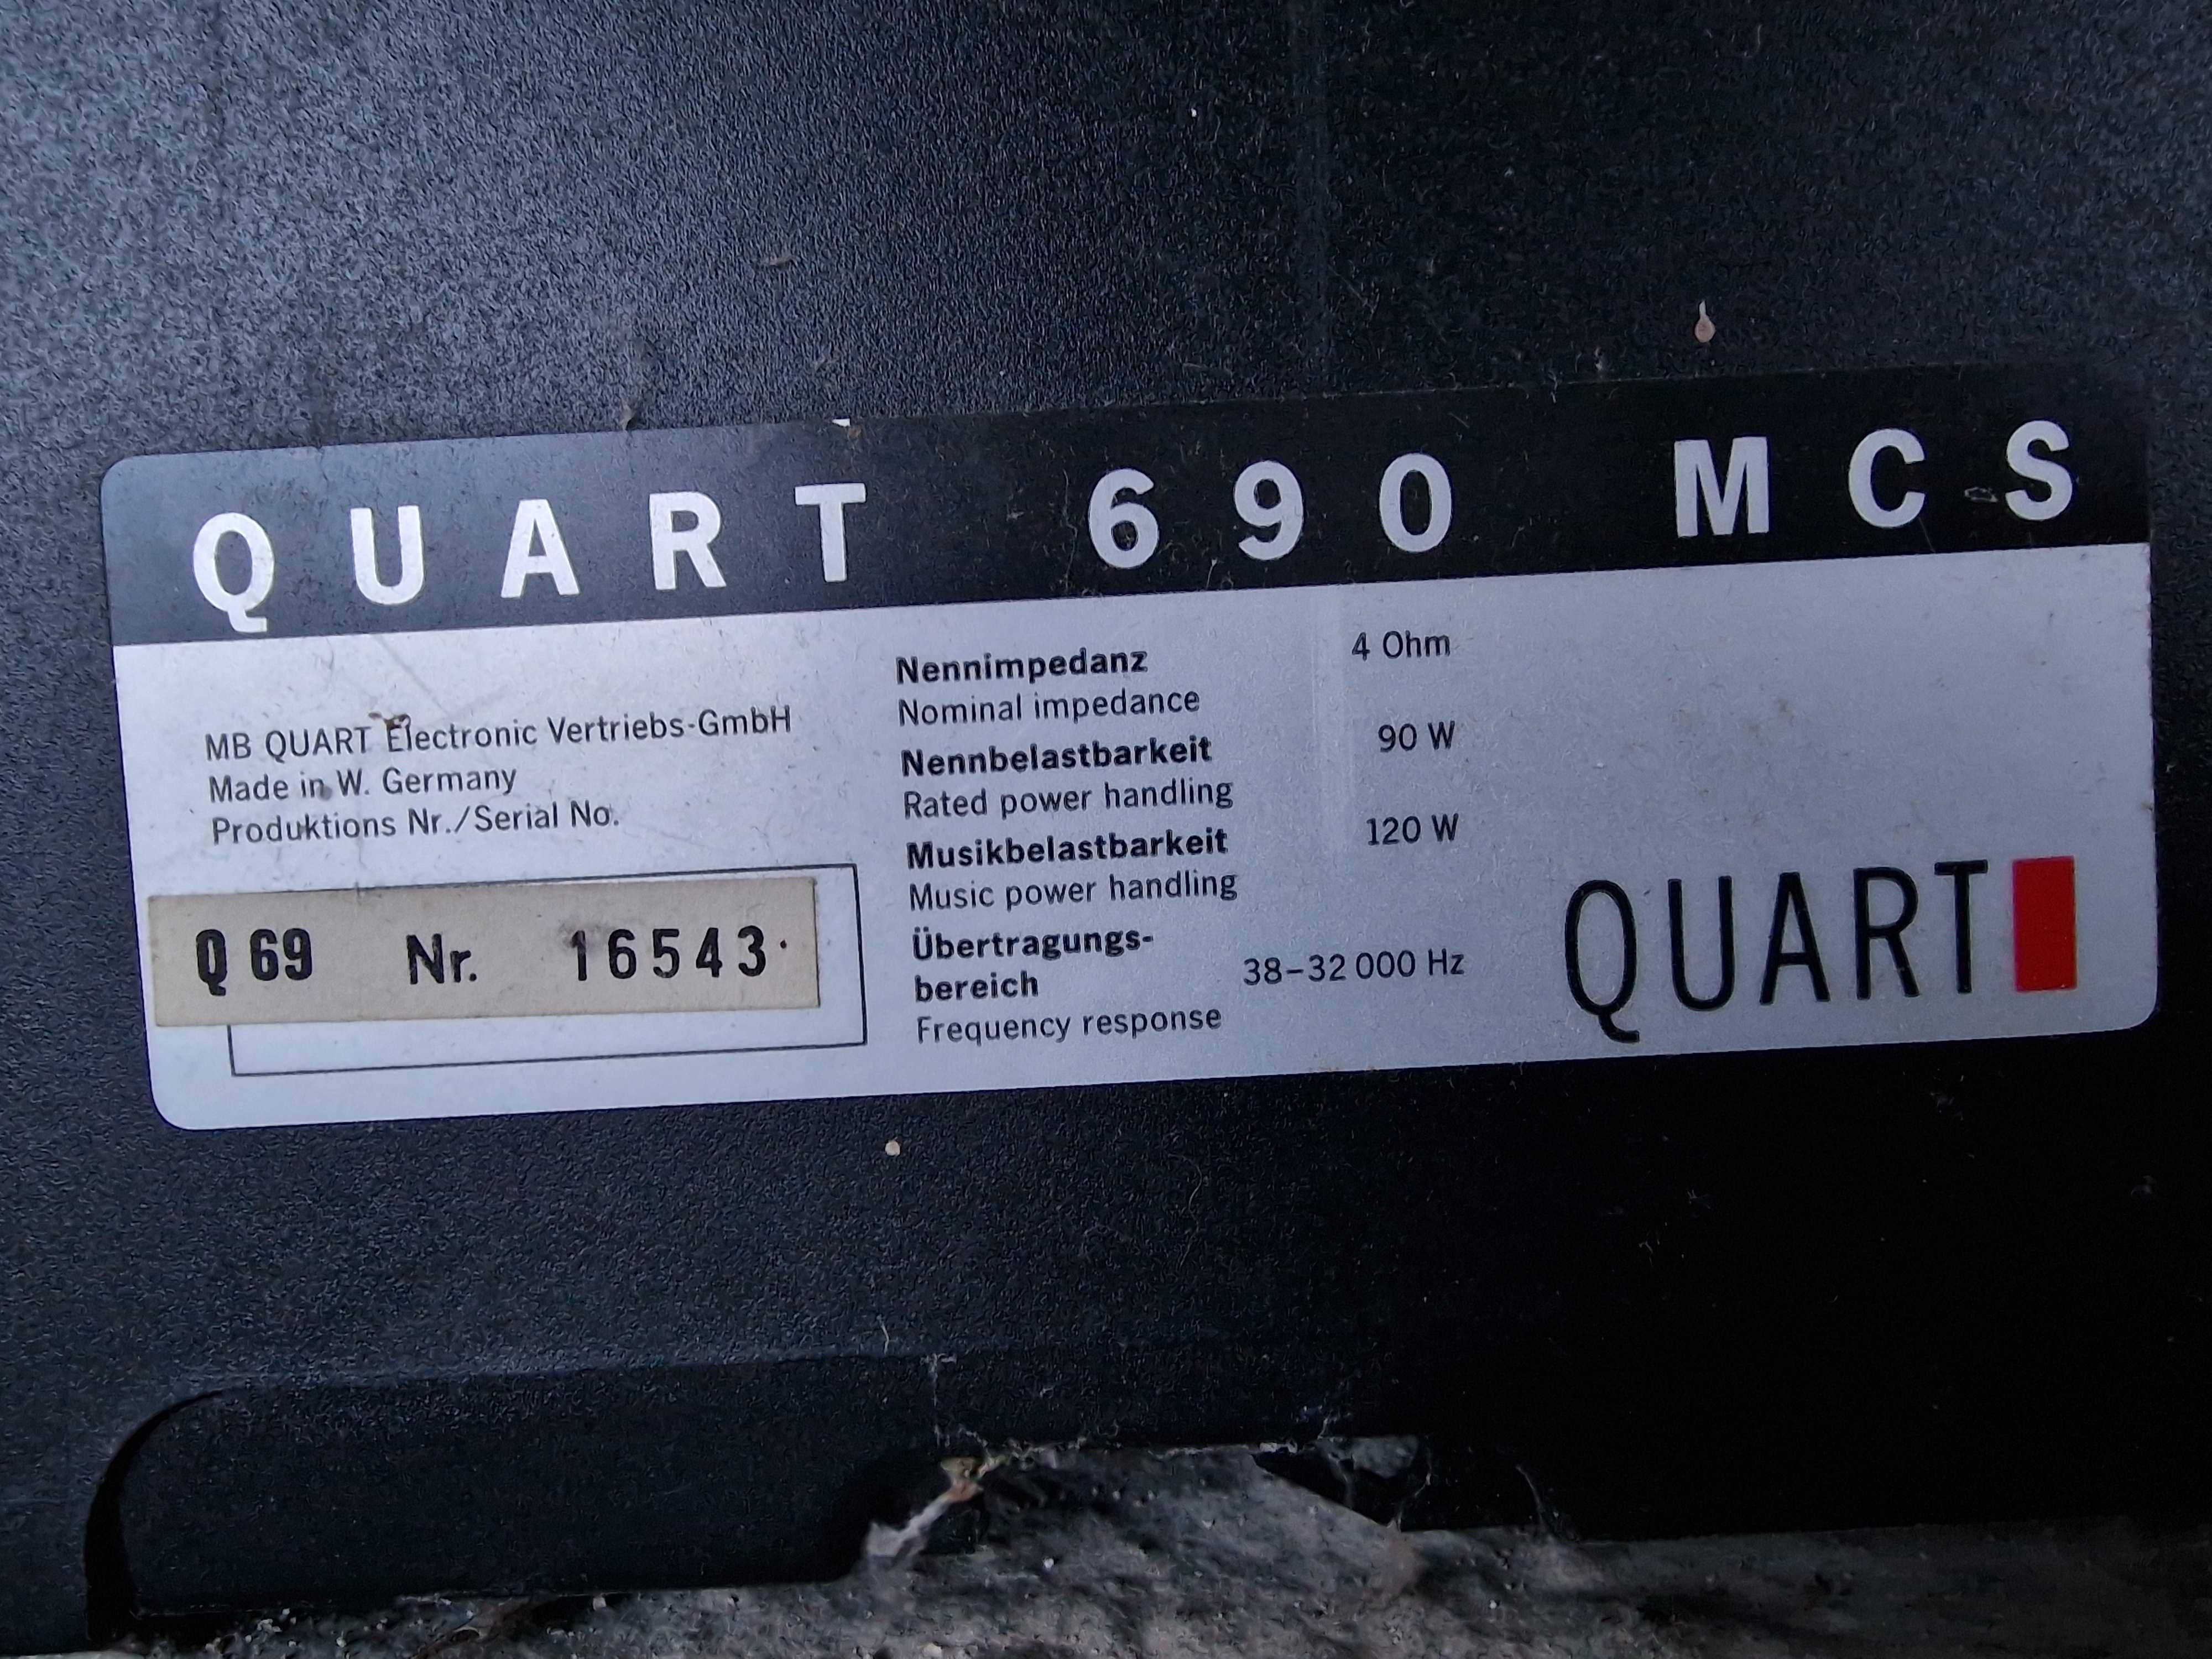 QUART 690 MCS
MB QUART Electronic Vertriebs-GmbH
Made in W. Germany
Produktions Nr./Serial No.
Q 69 Nr. 16543
Nennimpedanz 4 Ohm
Nominal impedance
Nennbelastbarkeit 90 W
Rated power handling
Musikbelastbarkeit 120 W
Music power handling
Übertragungs-
bereich 38–32 000 Hz
Frequency response
QUART